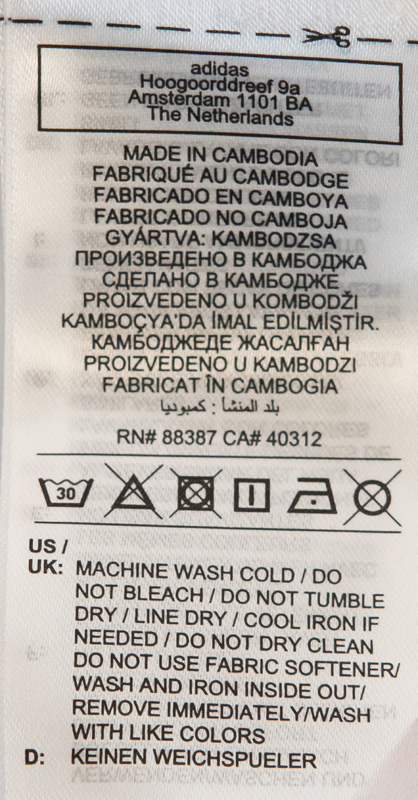 adidas
Hoogoorddreef 9a
Amsterdam 1101 BA
The Netherlands
MADE IN CAMBODIA
FABRIQUÉ AU CAMBODGE
FABRICADO EN CAMBOYA
FABRICADO NO CAMBOJA
GYÁRTVA: KAMBODZSA
ПРОИЗВЕДЕНО В КАМБОДЖА
СДЕЛАНО В КАМБОДЖЕ
PROIZVEDENO U KOMBODŽI
KAMBOÇYA'DA İMAL EDİLMİŞTİR.
КАМБОДЖЕДЕ ЖАСАЛҒАН
PROIZVEDENO U KAMBODZI
FABRICAT ÎN CAMBOGIA
بلد المنشأ : كمبوديا
RN# 88387 CA# 40312
30
US /
UK: MACHINE WASH COLD / DO
NOT BLEACH / DO NOT TUMBLE
DRY / LINE DRY / COOL IRON IF
NEEDED / DO NOT DRY CLEAN
DO NOT USE FABRIC SOFTENER/
WASH AND IRON INSIDE OUT/
REMOVE IMMEDIATELY/WASH
WITH LIKE COLORS
D: KEINEN WEICHSPUELER